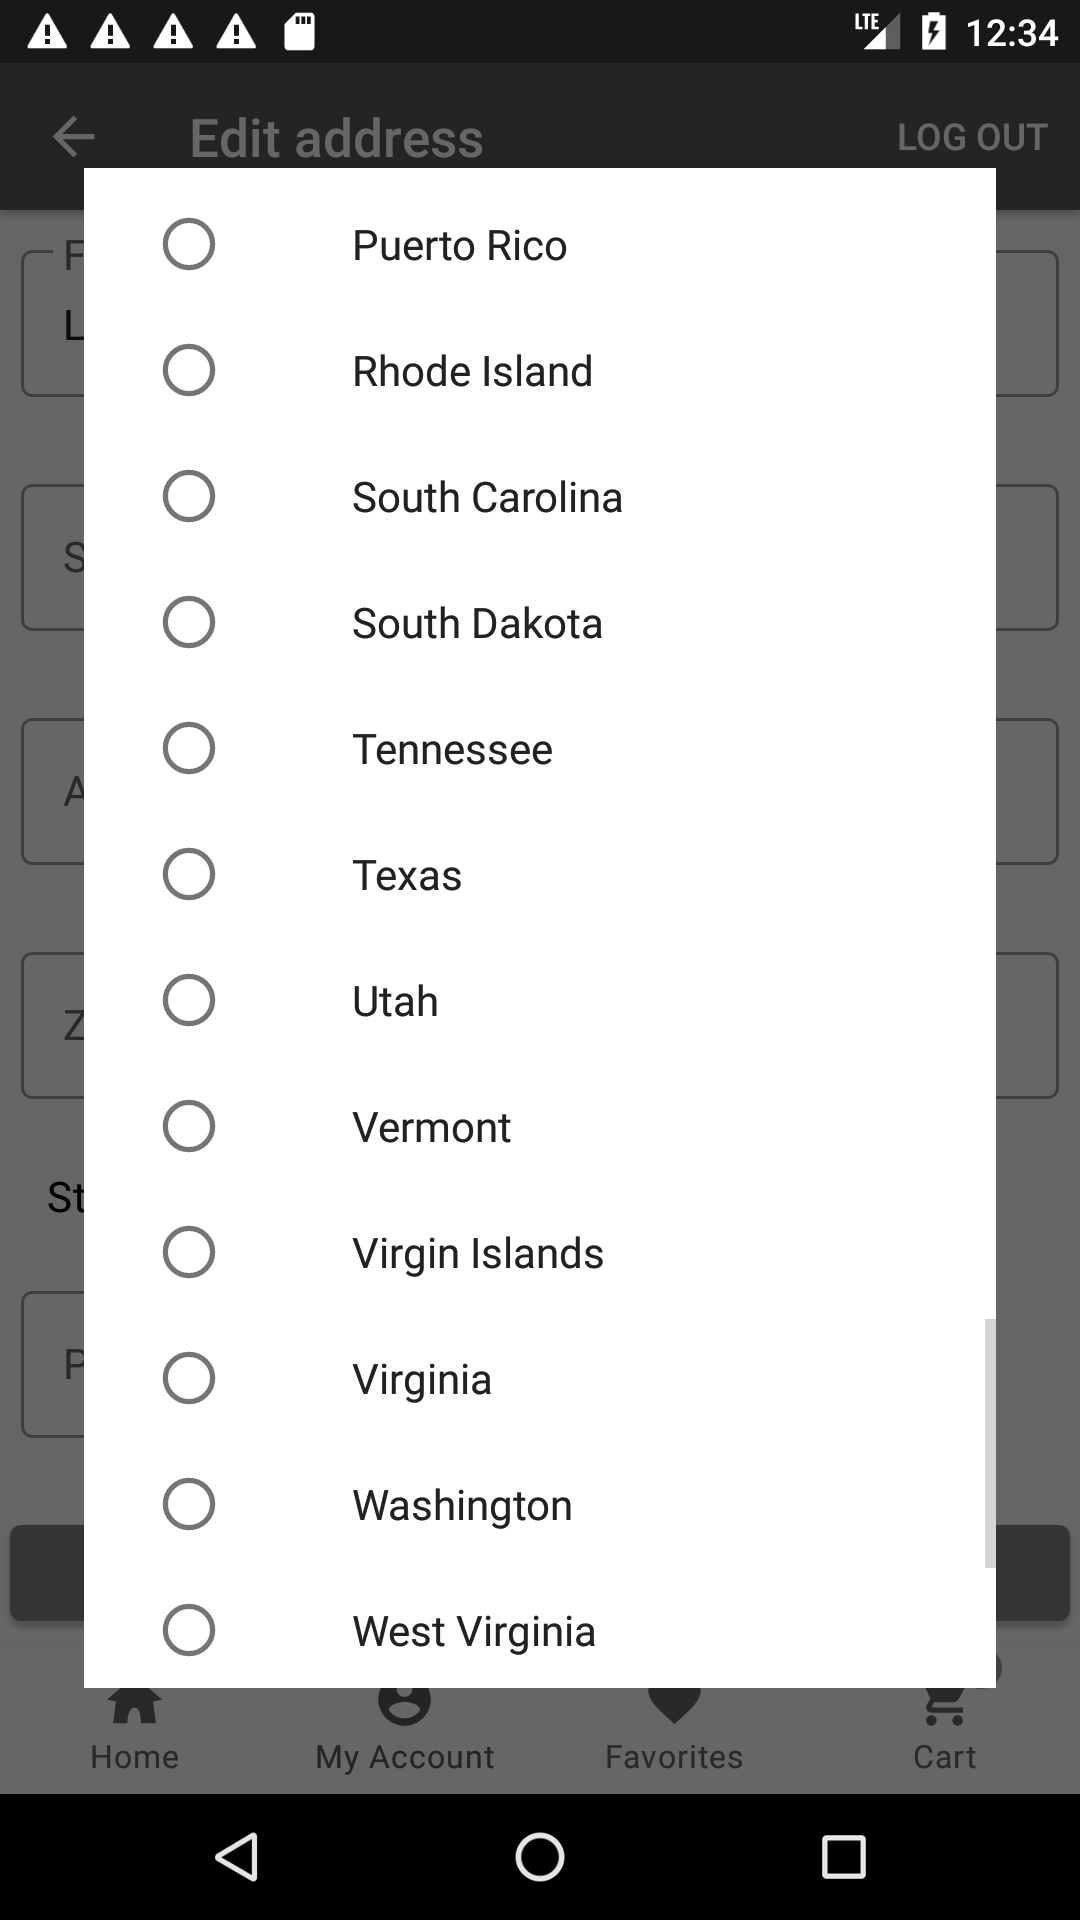 LTE 12:34
Edit address LOG OUT
Puerto Rico
Rhode Island
South Carolina
South Dakota
Tennessee
Texas
Utah
Vermont
Virgin Islands
Virginia
Washington
West Virginia
Home My Account Favorites Cart